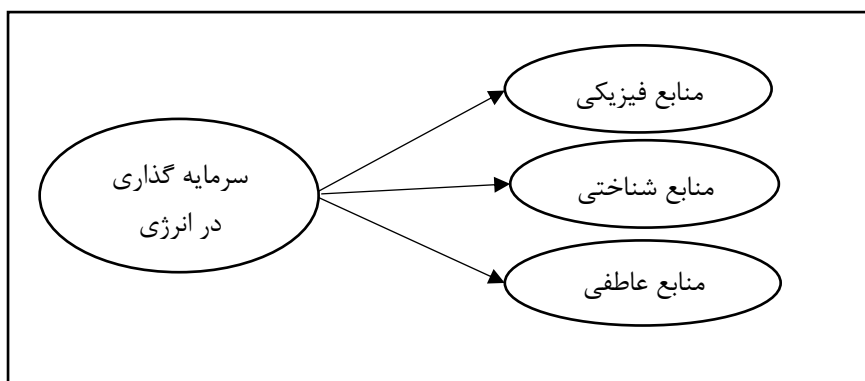 منابع فیزیکی
سرمایه گذاری
در انرژی
منابع شناختی
منابع عاطفی